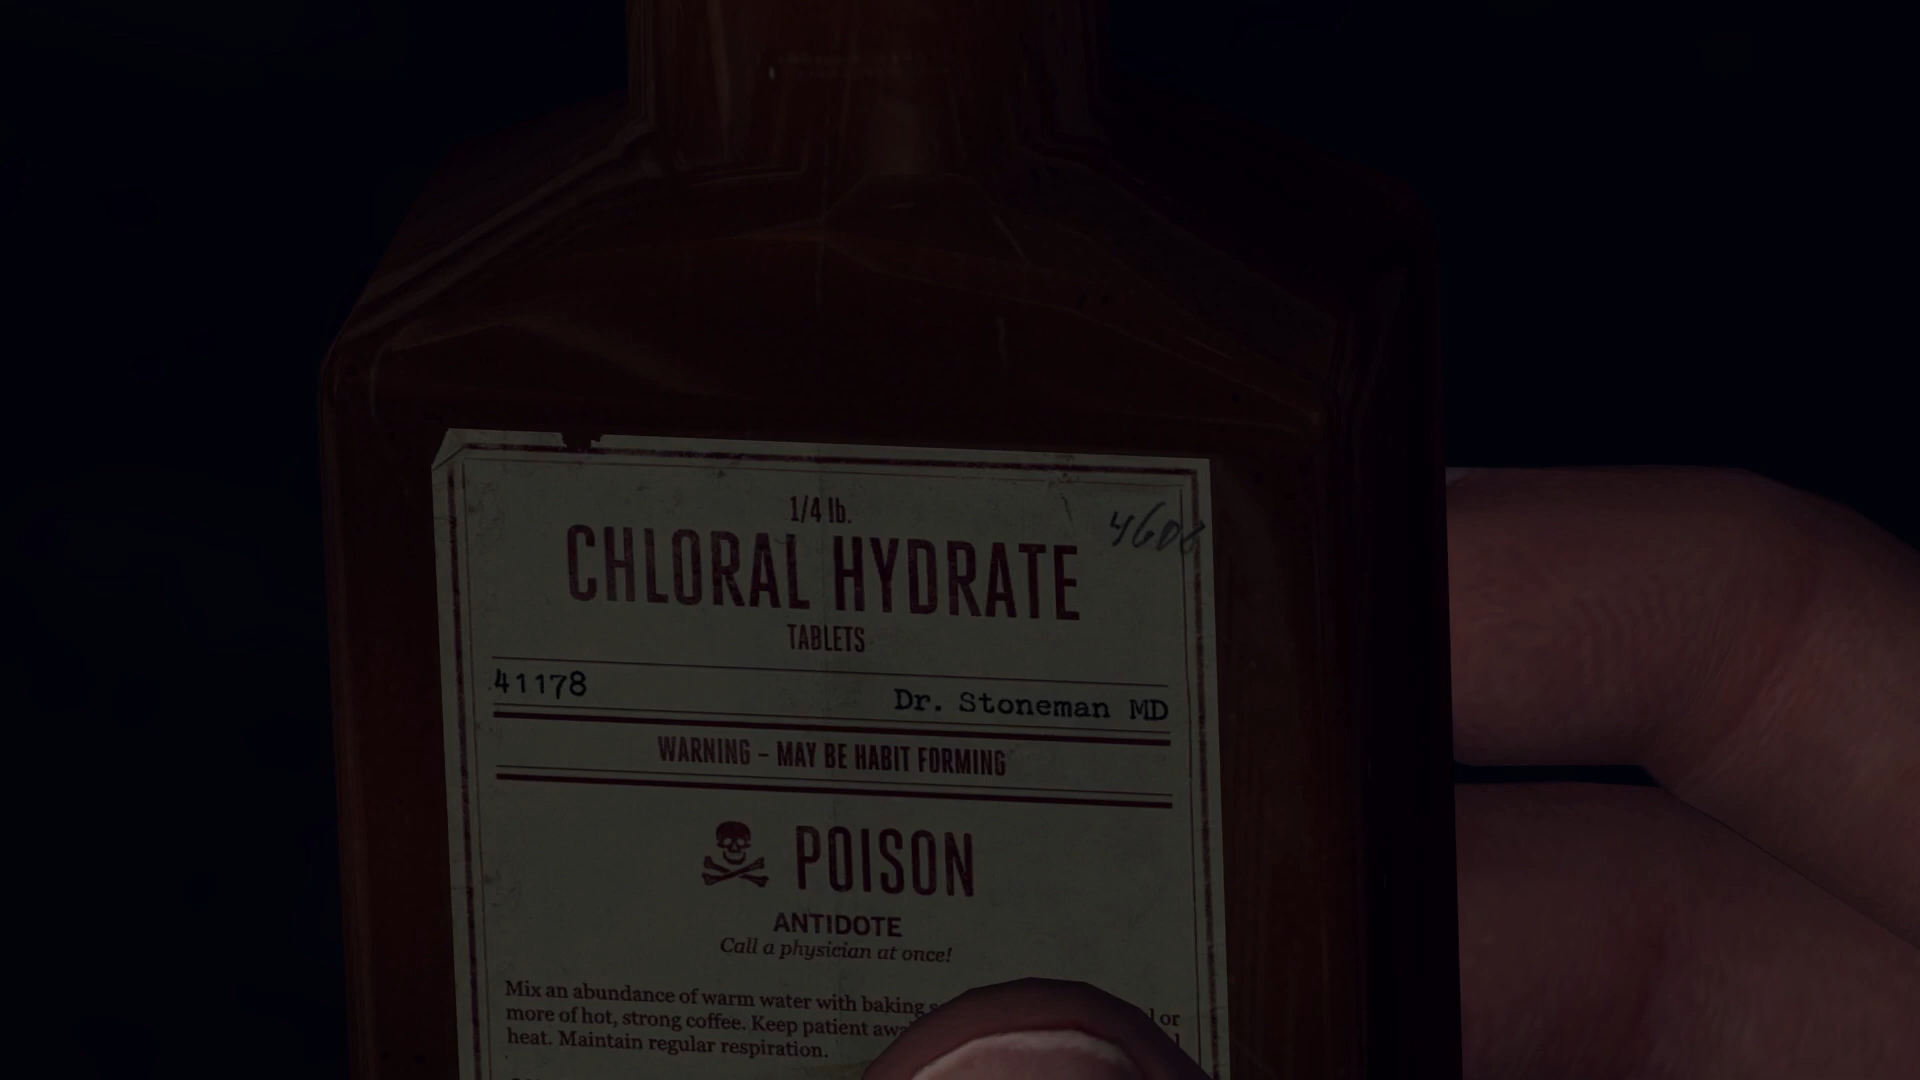 1/4 lb.
CHLORAL HYDRATE
TABLETS
41178
Dr. Stoneman MD
WARNING – MAY BE HABIT FORMING
POISON
ANTIDOTE
Call a physician at once!
Mix an abundance of warm water with baking or
more of hot, strong coffee. Keep patient
heat. Maintain regular respiration.